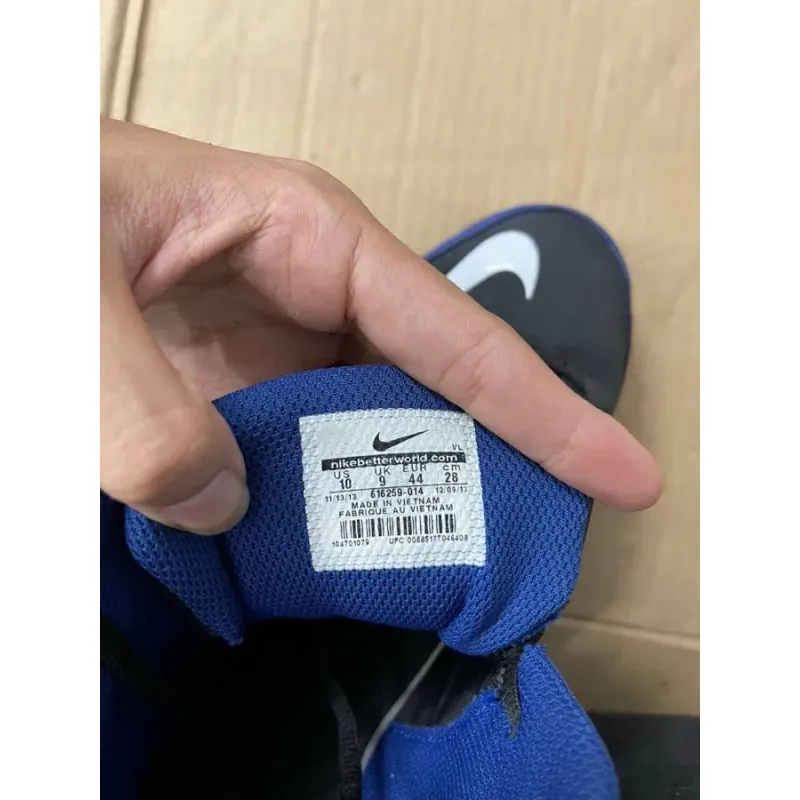 VL
nikebetterworld.com
US UK EUR cm
10 9 44 28
11/13/13 616259-014 12/09/13
MADE IN VIETNAM
FABRIQUE AU VIETNAM
104701079 UPC 00885177046408